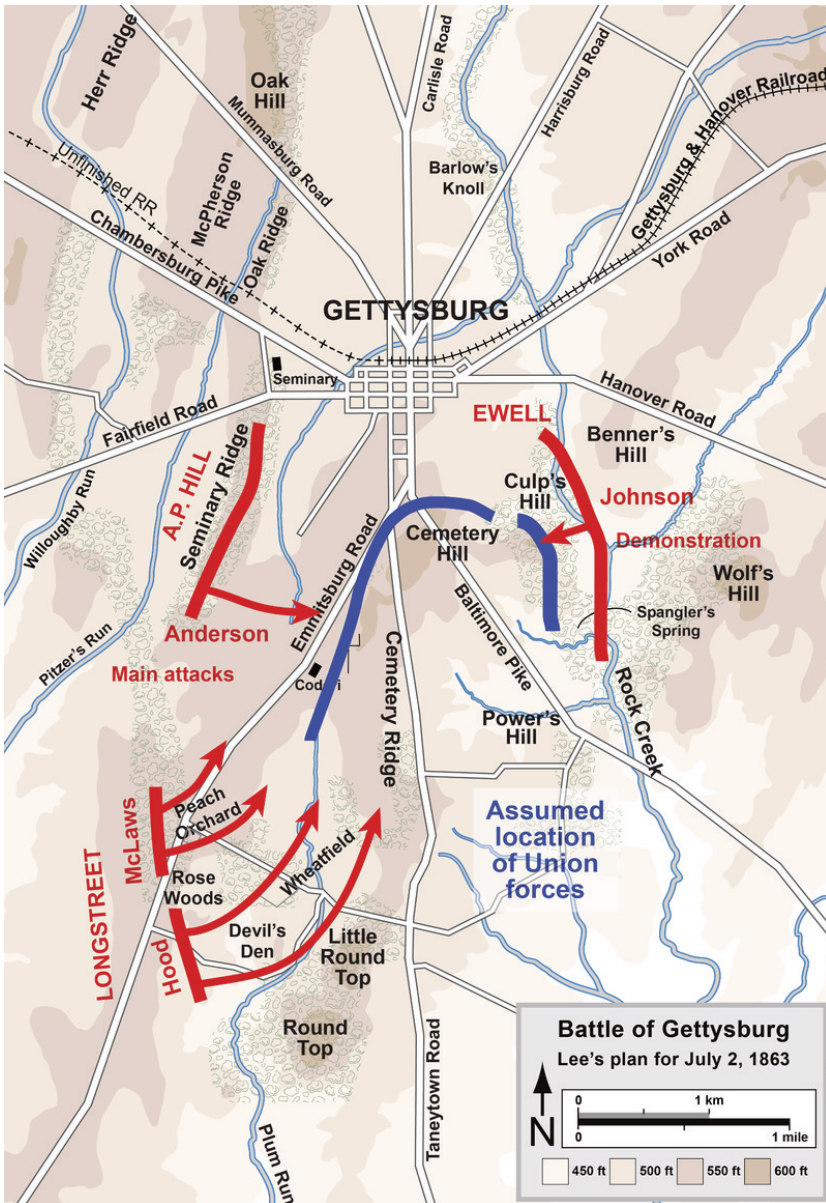 Herr Ridge
Oak
Hill
Mummasburg Road
Carlisle Road
Harrisburg Road
Gettysburg & Hanover Railroad
Unfinished RR
McPherson
Ridge
Barlow's
Knoll
Chambersburg Pike
Oak Ridge
York Road
GETTYSBURG
Seminary
Hanover Road
Fairfield Road
EWELL
Benner's
Hill
A.P. HILL
Seminary Ridge
Culp's
Hill
Johnson
Willoughby Run
Cemetery
Hill
Demonstration
Emmitsburg Road
Wolf's
Hill
Baltimore Pike
Spangler's
Spring
Anderson
Pitzer's Run
Main attacks
Cemetery Ridge
Rock Creek
Power's
Hill
McLaws
Peach
Orchard
Assumed
location
of Union
forces
LONGSTREET
Rose
Woods
Wheatfield
Hood
Devil's
Den
Little
Round
Top
Round
Top
Taneytown Road
Plum Run
Battle of Gettysburg
Lee's plan for July 2, 1863
N
0 1 km
0 1 mile
450 ft 500 ft 550 ft 600 ft